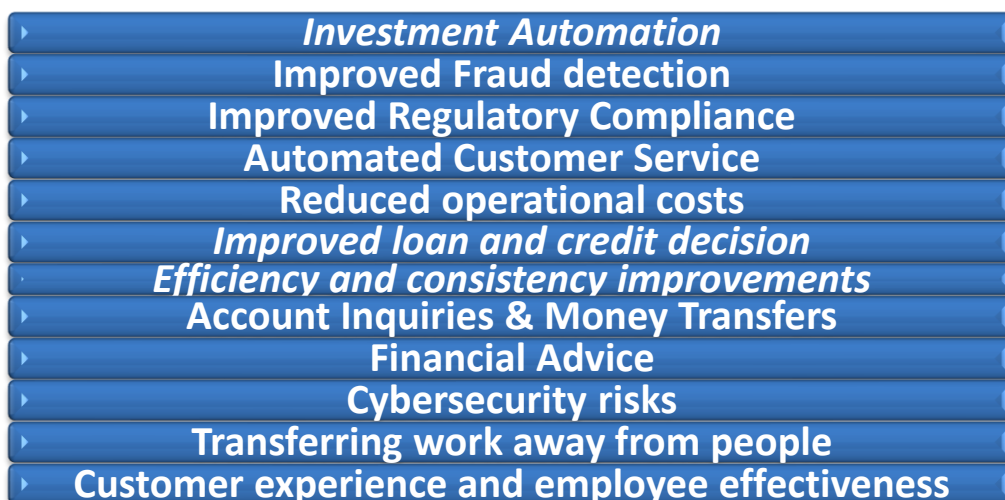 Investment Automation
Improved Fraud detection
Improved Regulatory Compliance
Automated Customer Service
Reduced operational costs
Improved loan and credit decision
Efficiency and consistency improvements
Account Inquiries & Money Transfers
Financial Advice
Cybersecurity risks
Transferring work away from people
Customer experience and employee effectiveness